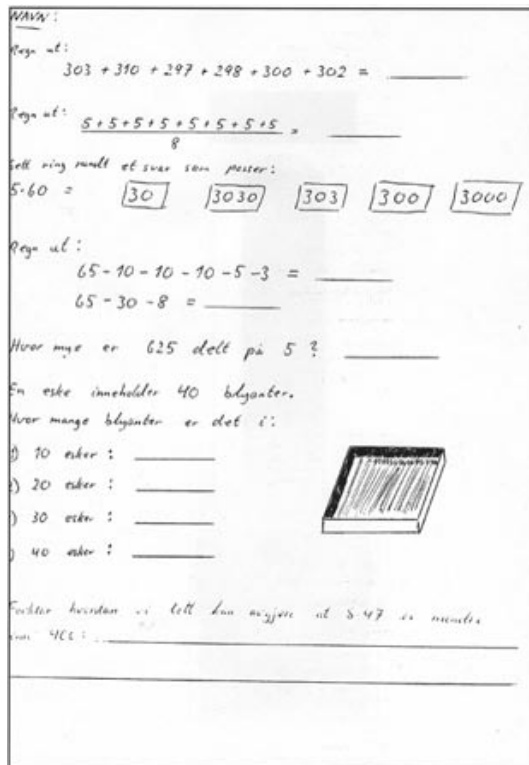 NAVN:
Regn ut:
303 + 310 + 297 + 298 + 300 + 302 =
Regn ut:
5+5+5+5+5+5+5+5
8
=
Sett ring rundt et svar som passer:
5·60 = 30 3030 303 300 3000
Regn ut:
65-10-10-10-5-3 =
65-30-8 =
Hvor mye er 625 delt på 5?
En eske inneholder 40 blyanter.
Hvor mange blyanter er det i:
) 10 esker:
) 20 esker:
) 30 esker:
) 40 esker:
Forklar hvordan vi lett kan avgjøre at 8·47 er mindre
enn 400: